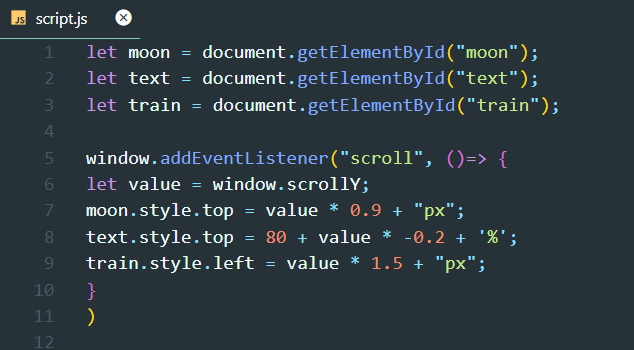 script.js
1 let moon = document.getElementById("moon");
2 let text = document.getElementById("text");
3 let train = document.getElementById("train");
4
5 window.addEventListener("scroll", ()=> {
6 let value = window.scrollY;
7 moon.style.top = value * 0.9 + "px";
8 text.style.top = 80 + value * -0.2 + '%';
9 train.style.left = value * 1.5 + "px";
10 }
11 )
12